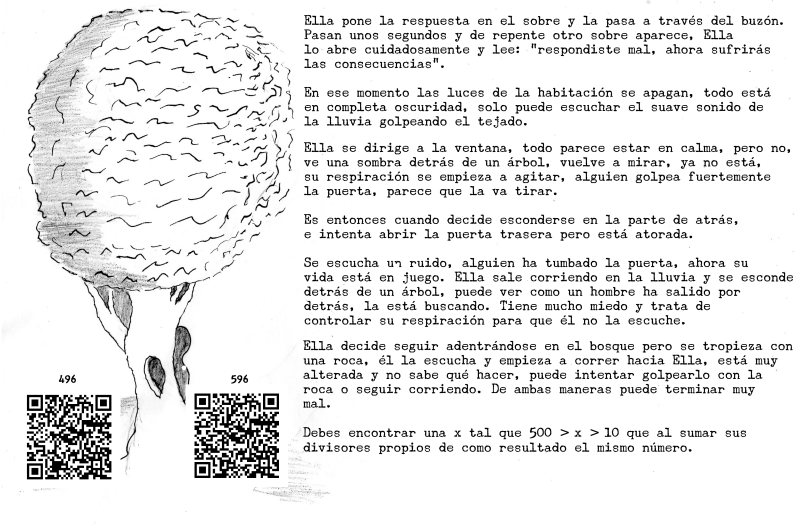 Ella pone la respuesta en el sobre y la pasa a través del buzón.
Pasan unos segundos y de repente otro sobre aparece, Ella
lo abre cuidadosamente y lee: "respondiste mal, ahora sufrirás
las consecuencias".
En ese momento las luces de la habitación se apagan, todo está
en completa oscuridad, solo puede escuchar el suave sonido de
la lluvia golpeando el tejado.
Ella se dirige a la ventana, todo parece estar en calma, pero no,
ve una sombra detrás de un árbol, vuelve a mirar, ya no está,
su respiración se empieza a agitar, alguien golpea fuertemente
la puerta, parece que la va tirar.
Es entonces cuando decide esconderse en la parte de atrás,
e intenta abrir la puerta trasera pero está atorada.
Se escucha un ruido, alguien ha tumbado la puerta, ahora su
vida está en juego. Ella sale corriendo en la lluvia y se esconde
detrás de un árbol, puede ver como un hombre ha salido por
detrás, la está buscando. Tiene mucho miedo y trata de
controlar su respiración para que él no la escuche.
Ella decide seguir adentrándose en el bosque pero se tropieza con
una roca, él la escucha y empieza a correr hacia Ella, está muy
alterada y no sabe qué hacer, puede intentar golpearlo con la
roca o seguir corriendo. De ambas maneras puede terminar muy
mal.
Debes encontrar una x tal que 500 > x > 10 que al sumar sus
divisores propios de como resultado el mismo número.
496
596